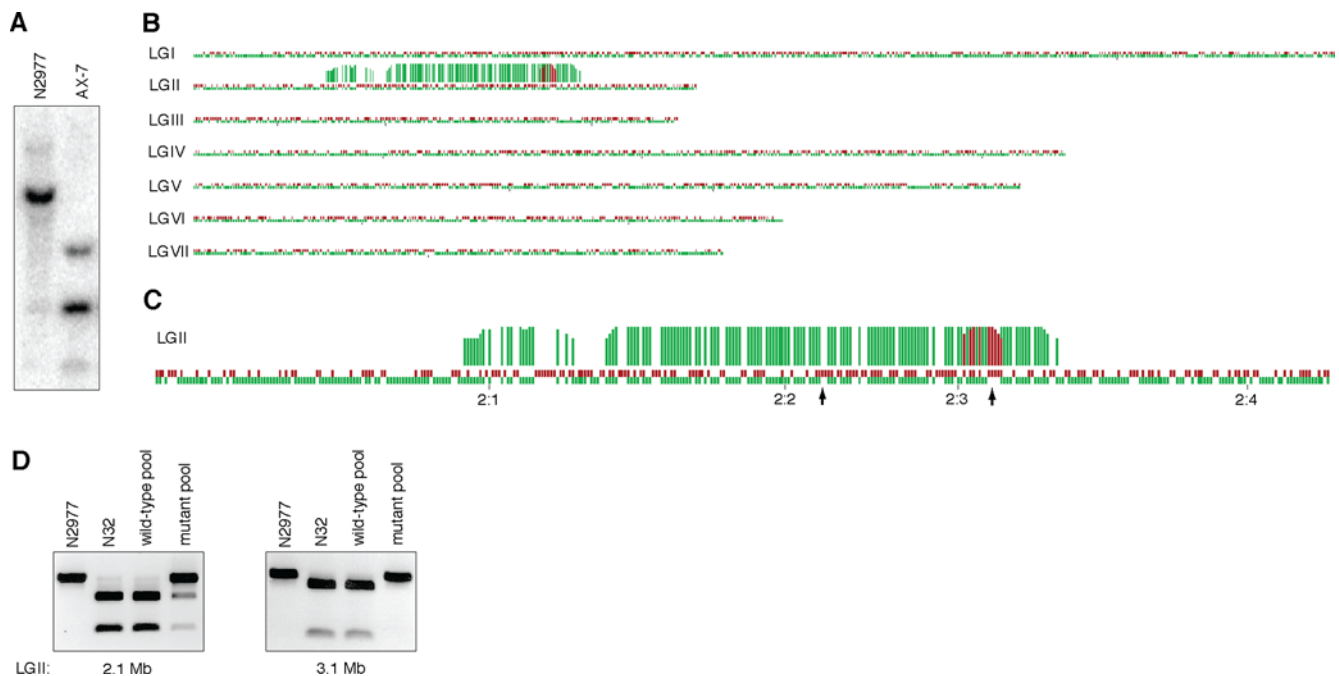 A
N2977
AX-7
B
LGI
LGII
LGIII
LGIV
LGV
LGVI
LGVII
C
LGII
2:1
2:2
2:3
2:4
D
N2977
N32
wild-type pool
mutant pool
N2977
N32
wild-type pool
mutant pool
LGII:
2.1 Mb
3.1 Mb